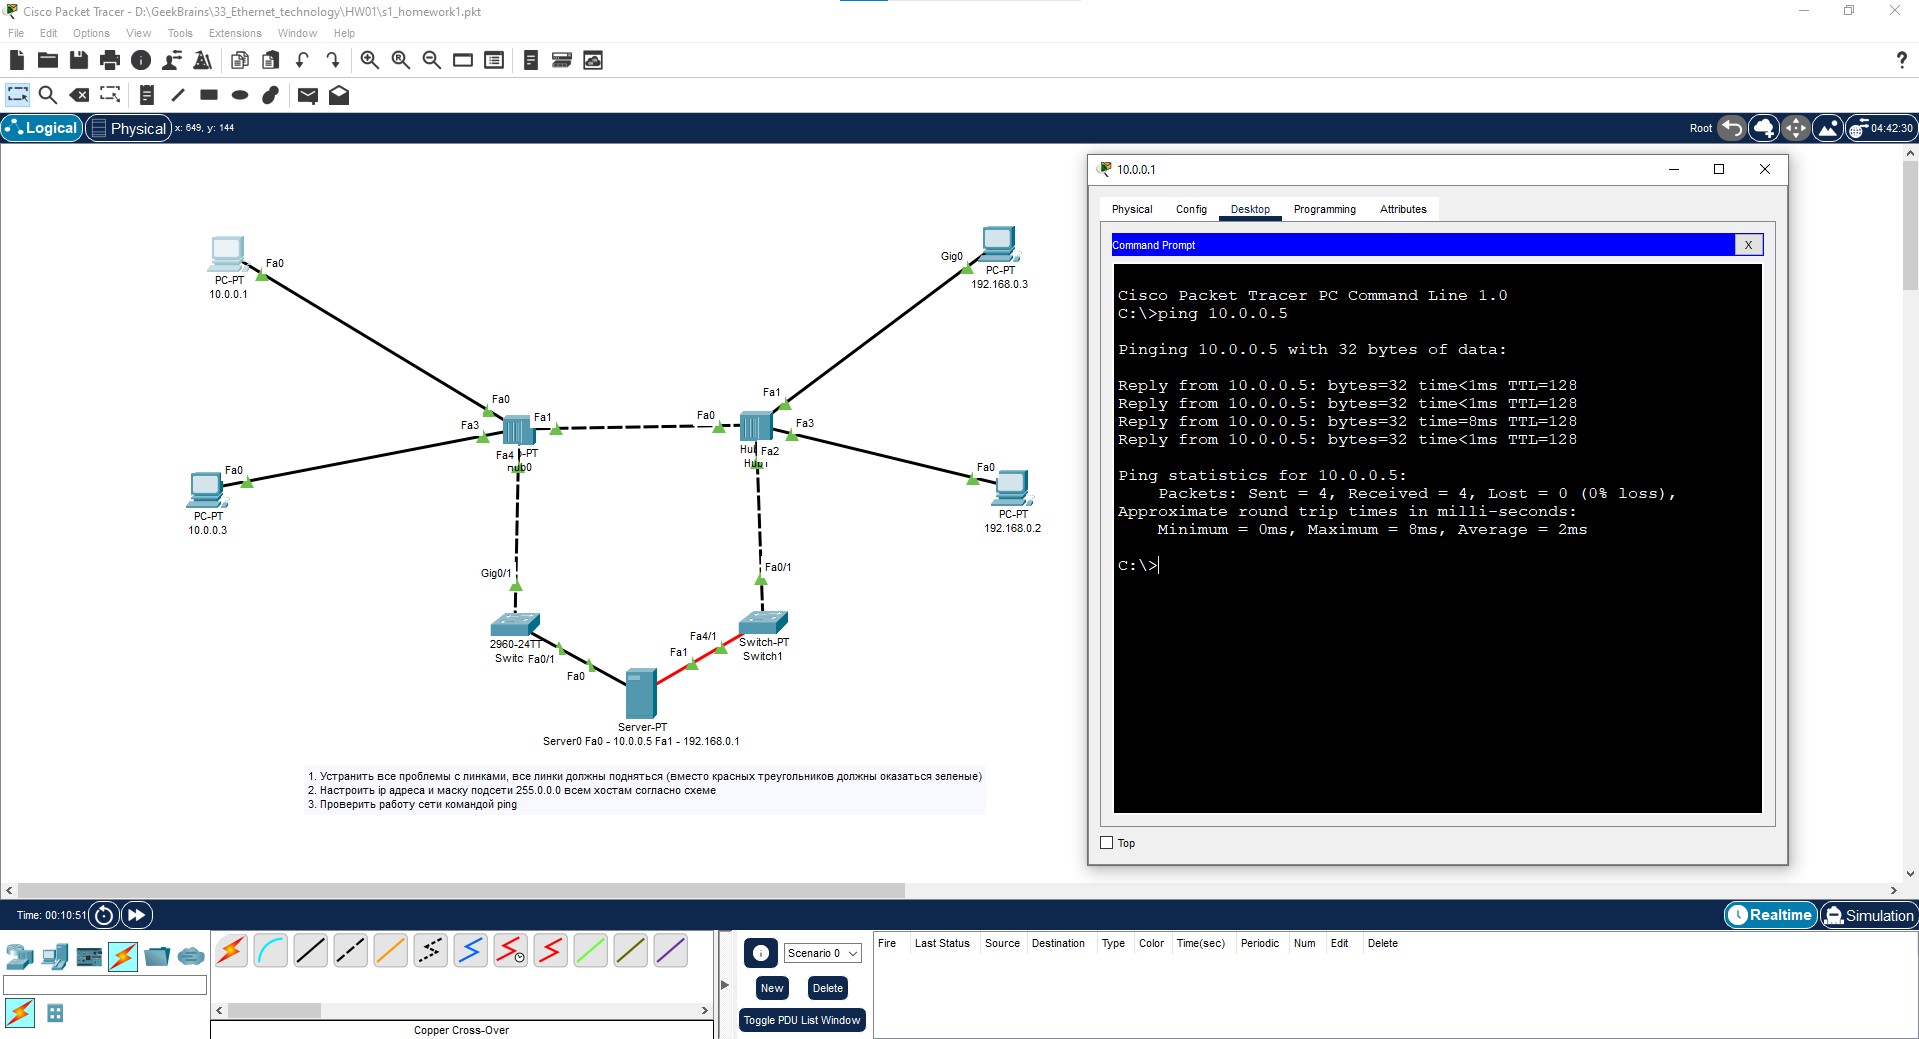 Cisco Packet Tracer - D:\GeekBrains\33_Ethernet_technology\HW01\s1_homework1.pkt
File Edit Options View Tools Extensions Window Help
Logical Physical x: 649, y: 144
Root 04:42:30
Fa0
PC-PT
10.0.0.1
Gig0
PC-PT
192.168.0.3
Fa0
Fa3
Fa1
Fa4
-PT
Hub0
Fa0
Fa1
Fa3
Fa2
Fa0
PC-PT
10.0.0.3
Fa0
PC-PT
192.168.0.2
Gig0/1
Fa0/1
2960-24TT
Switc Fa0/1
Fa0
Fa4/1
Fa1
Switch-PT
Switch1
Server-PT
Server0 Fa0 - 10.0.0.5 Fa1 - 192.168.0.1
1. Устранить все проблемы с линками, все линки должны подняться (вместо красных треугольников должны оказаться зеленые)
2. Настроить ip адреса и маску подсети 255.0.0.0 всем хостам согласно схеме
3. Проверить работу сети командой ping
10.0.0.1
Physical Config Desktop Programming Attributes
Command Prompt X
Cisco Packet Tracer PC Command Line 1.0
C:\>ping 10.0.0.5
Pinging 10.0.0.5 with 32 bytes of data:
Reply from 10.0.0.5: bytes=32 time<1ms TTL=128
Reply from 10.0.0.5: bytes=32 time<1ms TTL=128
Reply from 10.0.0.5: bytes=32 time=8ms TTL=128
Reply from 10.0.0.5: bytes=32 time<1ms TTL=128
Ping statistics for 10.0.0.5:
Packets: Sent = 4, Received = 4, Lost = 0 (0% loss),
Approximate round trip times in milli-seconds:
Minimum = 0ms, Maximum = 8ms, Average = 2ms
C:\>
Top
Time: 00:10:51
Realtime Simulation
Scenario 0
New Delete
Toggle PDU List Window
Fire Last Status Source Destination Type Color Time(sec) Periodic Num Edit Delete
Copper Cross-Over